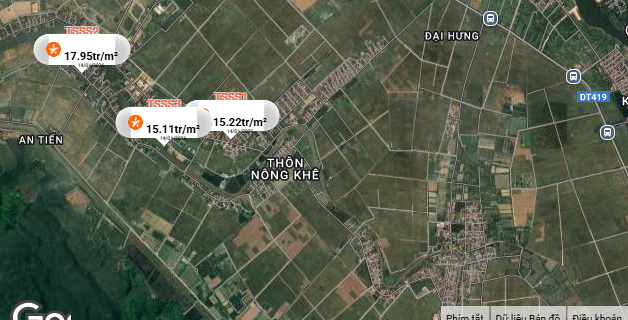 TSSS2
17.95tr/m²
ĐẠI HƯNG
DT419
TSSS3
15.11tr/m²
TSSS1
15.22tr/m²
AN TIẾN
THÔN
NÔNG KHÊ
Phím tắt
Dữ liệu Bản đồ
Điều khoản